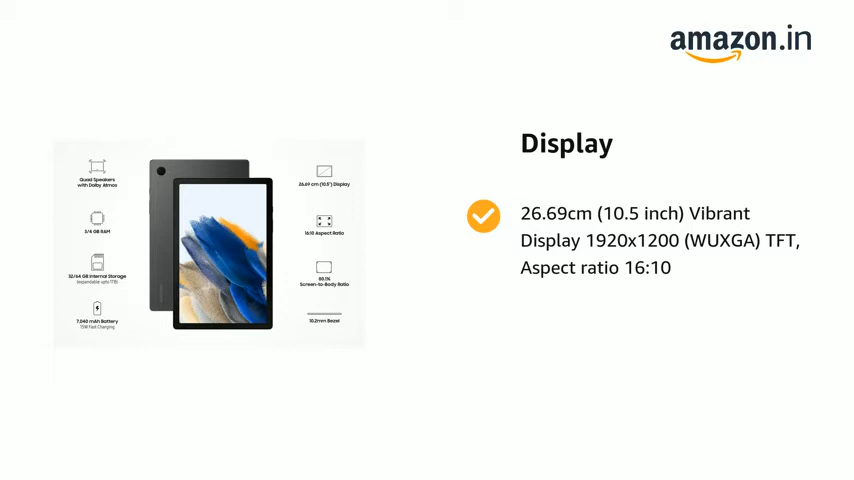 amazon.in
Display
26.69cm (10.5 inch) Vibrant
Display 1920x1200 (WUXGA) TFT,
Aspect ratio 16:10
Quad Speakers
with Dolby Atmos
3/4 GB RAM
32/64 GB Internal Storage
(expandable upto 1TB)
7,040 mAh Battery
15W Fast Charging
26.69 cm (10.5") Display
16:10 Aspect Ratio
80.1%
Screen-to-Body Ratio
10.2mm Bezel